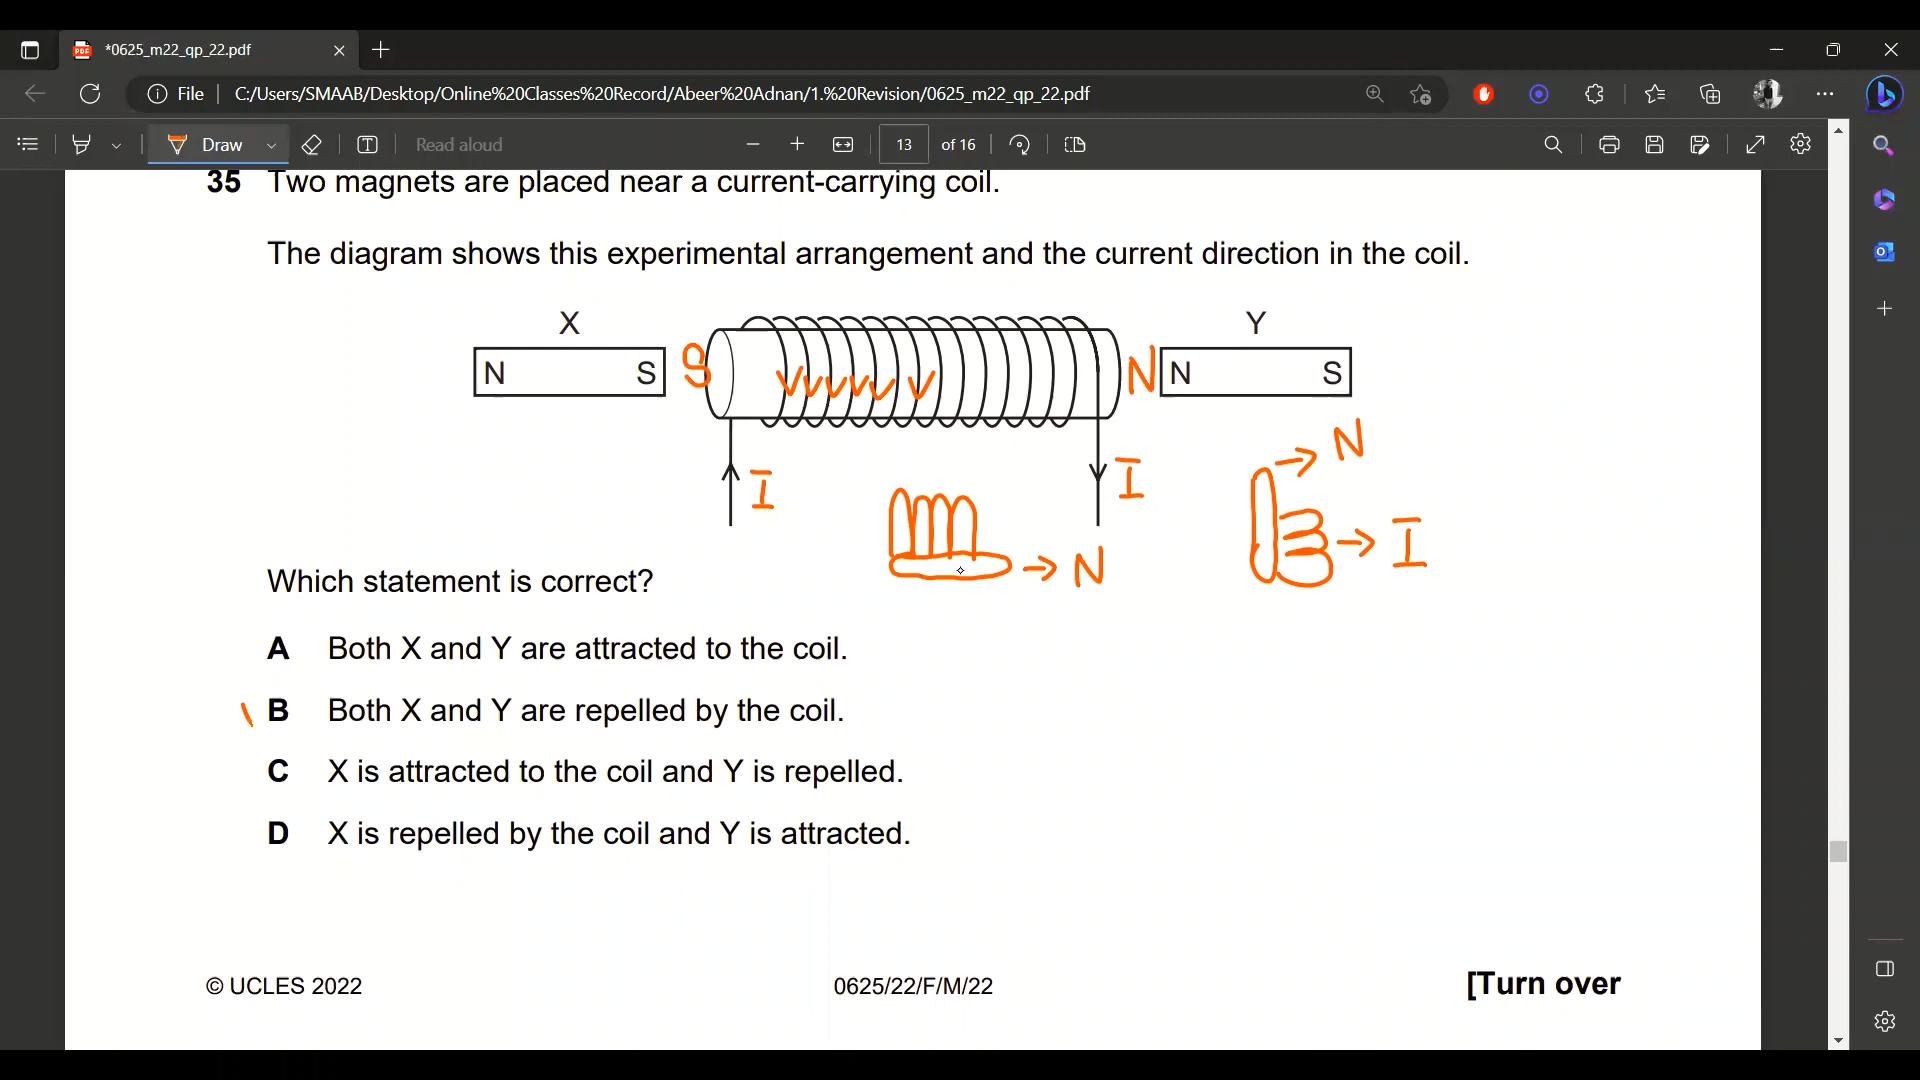 *0625_m22_qp_22.pdf
File C:/Users/SMAAB/Desktop/Online%20Classes%20Record/Abeer%20Adnan/1.%20Revision/0625_m22_qp_22.pdf
Draw T Read aloud 13 of 16
35 Two magnets are placed near a current-carrying coil.
The diagram shows this experimental arrangement and the current direction in the coil.
X Y
N S S N N S
N
I I
I
N
Which statement is correct?
A Both X and Y are attracted to the coil.
B Both X and Y are repelled by the coil.
C X is attracted to the coil and Y is repelled.
D X is repelled by the coil and Y is attracted.
© UCLES 2022 0625/22/F/M/22 [Turn over